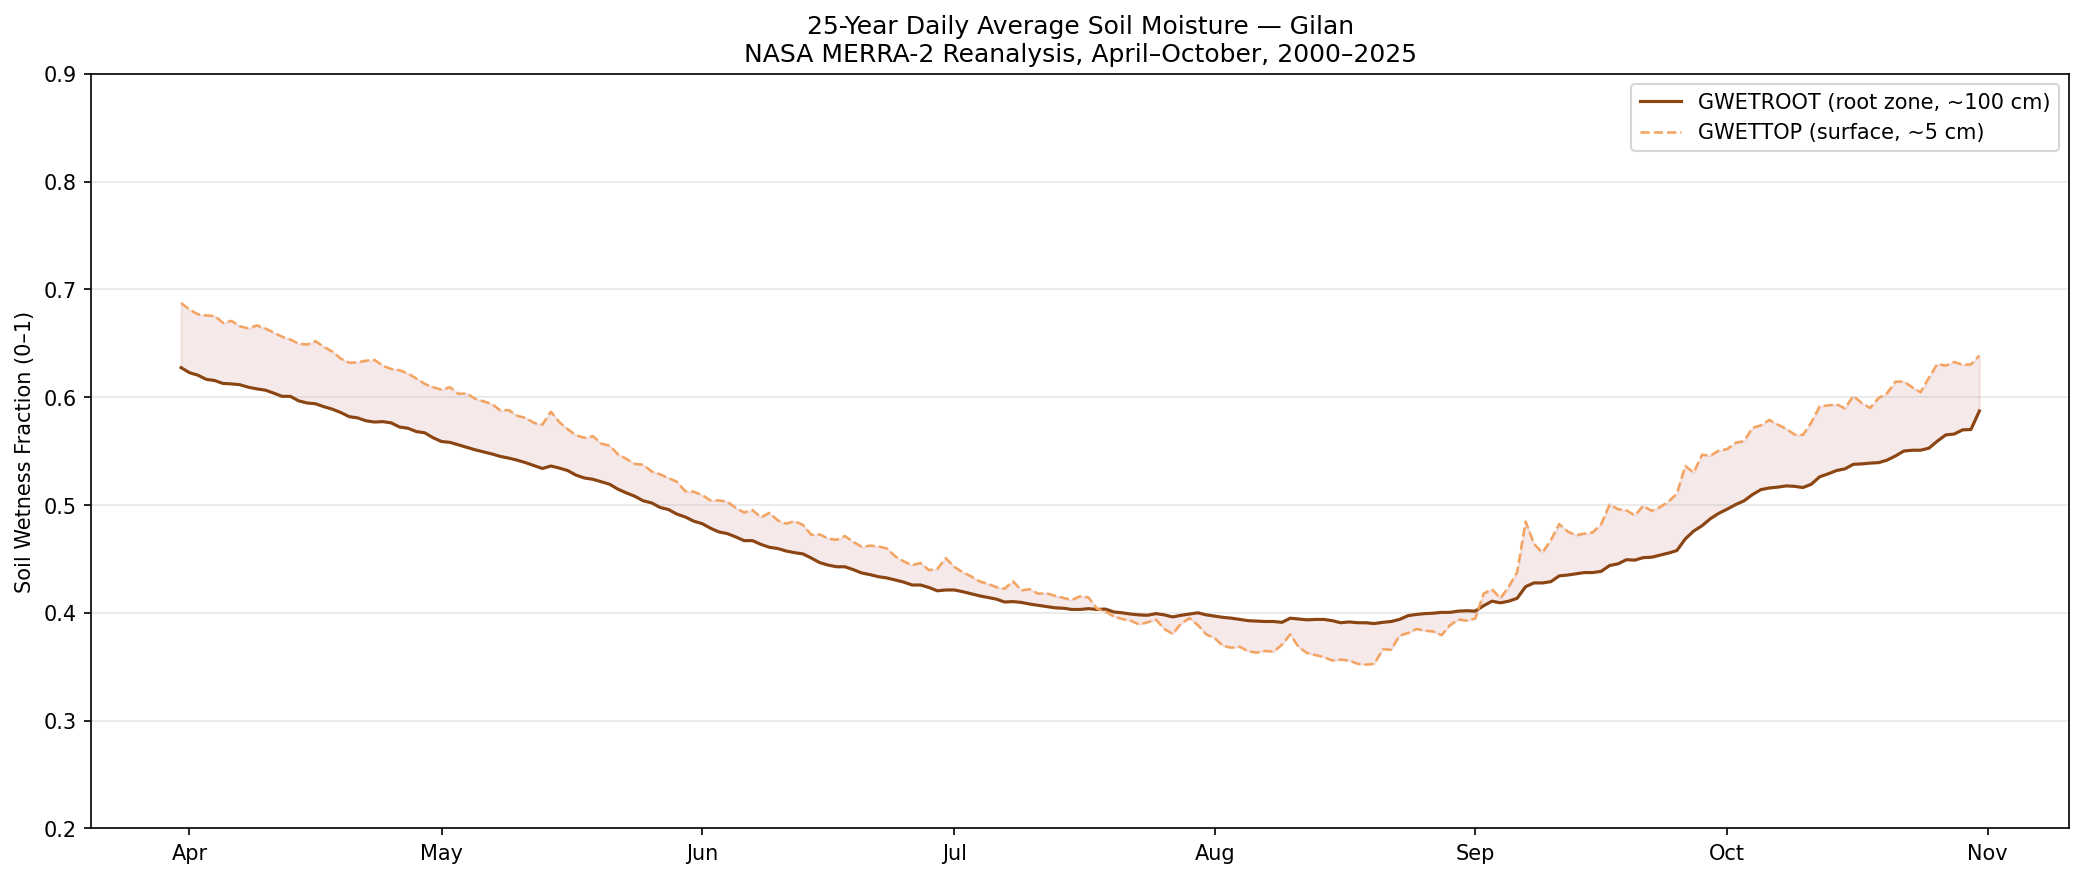 25-Year Daily Average Soil Moisture — Gilan
NASA MERRA-2 Reanalysis, April–October, 2000–2025
GWETROOT (root zone, ~100 cm)
GWETTOP (surface, ~5 cm)
Soil Wetness Fraction (0–1)
0.9
0.8
0.7
0.6
0.5
0.4
0.3
0.2
Apr May Jun Jul Aug Sep Oct Nov